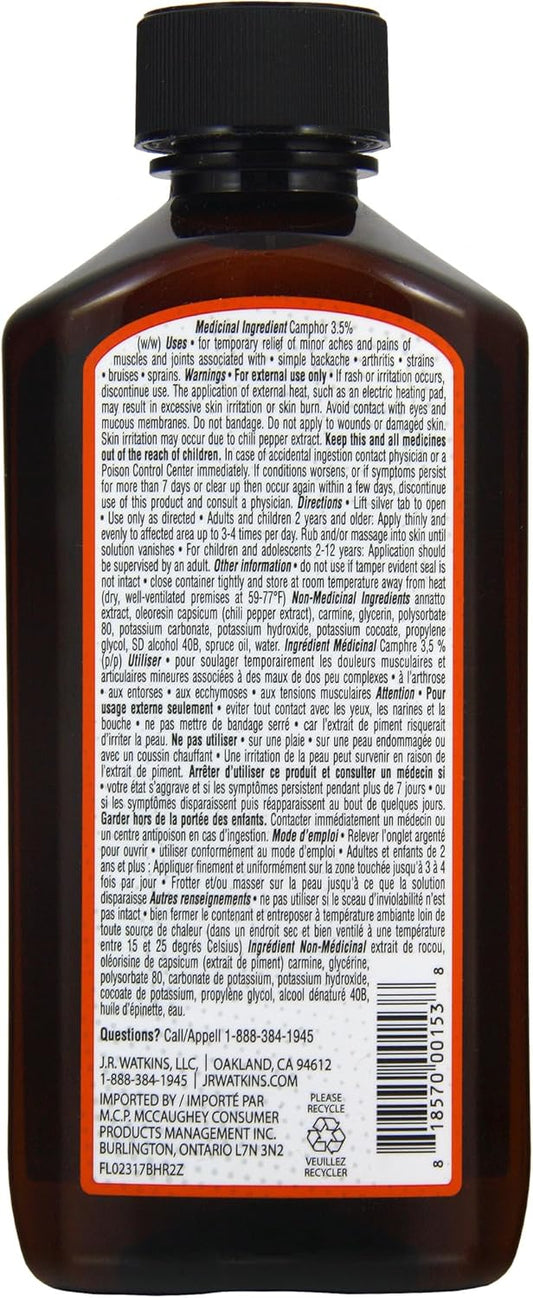 Medicinal Ingredient Camphor 3.5%
(w/w) Uses • for temporary relief of minor aches and pains of
muscles and joints associated with • simple backache • arthritis • strains
• bruises • sprains. Warnings • For external use only • If rash or irritation occurs,
discontinue use. The application of external heat, such as an electric heating pad,
may result in excessive skin irritation or skin burn. Avoid contact with eyes and
mucous membranes. Do not bandage. Do not apply to wounds or damaged skin.
Skin irritation may occur due to chili pepper extract. Keep this and all medicines
out of the reach of children. In case of accidental ingestion contact physician or a
Poison Control Center immediately. If conditions worsens, or if symptoms persist
for more than 7 days or clear up then occur again within a few days, discontinue
use of this product and consult a physician. Directions • Lift silver tab to open
• Use only as directed • Adults and children 2 years and older: Apply thinly and
evenly to affected area up to 3-4 times per day. Rub and/or massage into skin until
solution vanishes • For children and adolescents 2-12 years: Application should
be supervised by an adult. Other information • do not use if tamper evident seal is
not intact • close container tightly and store at room temperature away from heat
(dry, well-ventilated premises at 59-77°F) Non-Medicinal Ingredients annatto
extract, oleoresin capsicum (chili pepper extract), carmine, glycerin, polysorbate
80, potassium carbonate, potassium hydroxide, potassium cocoate, propylene
glycol, SD alcohol 40B, spruce oil, water. Ingrédient Médicinal Camphre 3,5 %
(p/p) Utiliser • pour soulager temporairement les douleurs musculaires et
articulaires mineures associées à des maux de dos peu complexes • à l'arthrose
• aux entorses • aux ecchymoses • aux tensions musculaires Attention • Pour
usage externe seulement • eviter tout contact avec les yeux, les narines et la
bouche • ne pas mettre de bandage serré • car l'extrait de piment risquerait
d'irriter la peau. Ne pas utiliser • sur une plaie • sur une peau endommagée ou
avec un coussin chauffant • Une irritation de la peau peut survenir en raison de
l'extrait de piment. Arrêter d'utiliser ce produit et consulter un médecin si
• votre état s'aggrave et si les symptômes persistent pendant plus de 7 jours • ou
si les symptômes disparaissent puis réapparaissent au bout de quelques jours.
Garder hors de la portée des enfants. Contacter immédiatement un médecin ou
un centre antipoison en cas d'ingestion. Mode d'emploi • Relever l'onglet argenté
pour ouvrir • utiliser conformément au mode d'emploi • Adultes et enfants de 2
ans et plus : Appliquer finement et uniformément sur la zone touchée jusqu'à 3 à 4
fois par jour • Frotter et/ou masser sur la peau jusqu'à ce que la solution
disparaisse Autres renseignements • ne pas utiliser si le sceau d'inviolabilité n'est
pas intact • bien fermer le contenant et entreposer à température ambiante loin de
toute source de chaleur (dans un endroit sec et bien ventilé à une température
entre 15 et 25 degrés Celsius) Ingrédient Non-Médicinal extrait de rocou,
oléorisine de capsicum (extrait de piment) carmine, glycérine,
polysorbate 80, carbonate de potassium, potassium hydroxide,
cocoate de potassium, propylène glycol, alcool dénaturé 40B,
huile d'épinette, eau.
Questions? Call/Appell 1-888-384-1945
J.R. WATKINS, LLC, | OAKLAND, CA 94612
1-888-384-1945 | JRWATKINS.COM
IMPORTED BY / IMPORTÉ PAR
M.C.P. MCCAUGHEY CONSUMER
PRODUCTS MANAGEMENT INC.
BURLINGTON, ONTARIO L7N 3N2
FL02317BHR2Z
PLEASE
RECYCLE
VEUILLEZ
RECYCLER
8 18570 00153 8